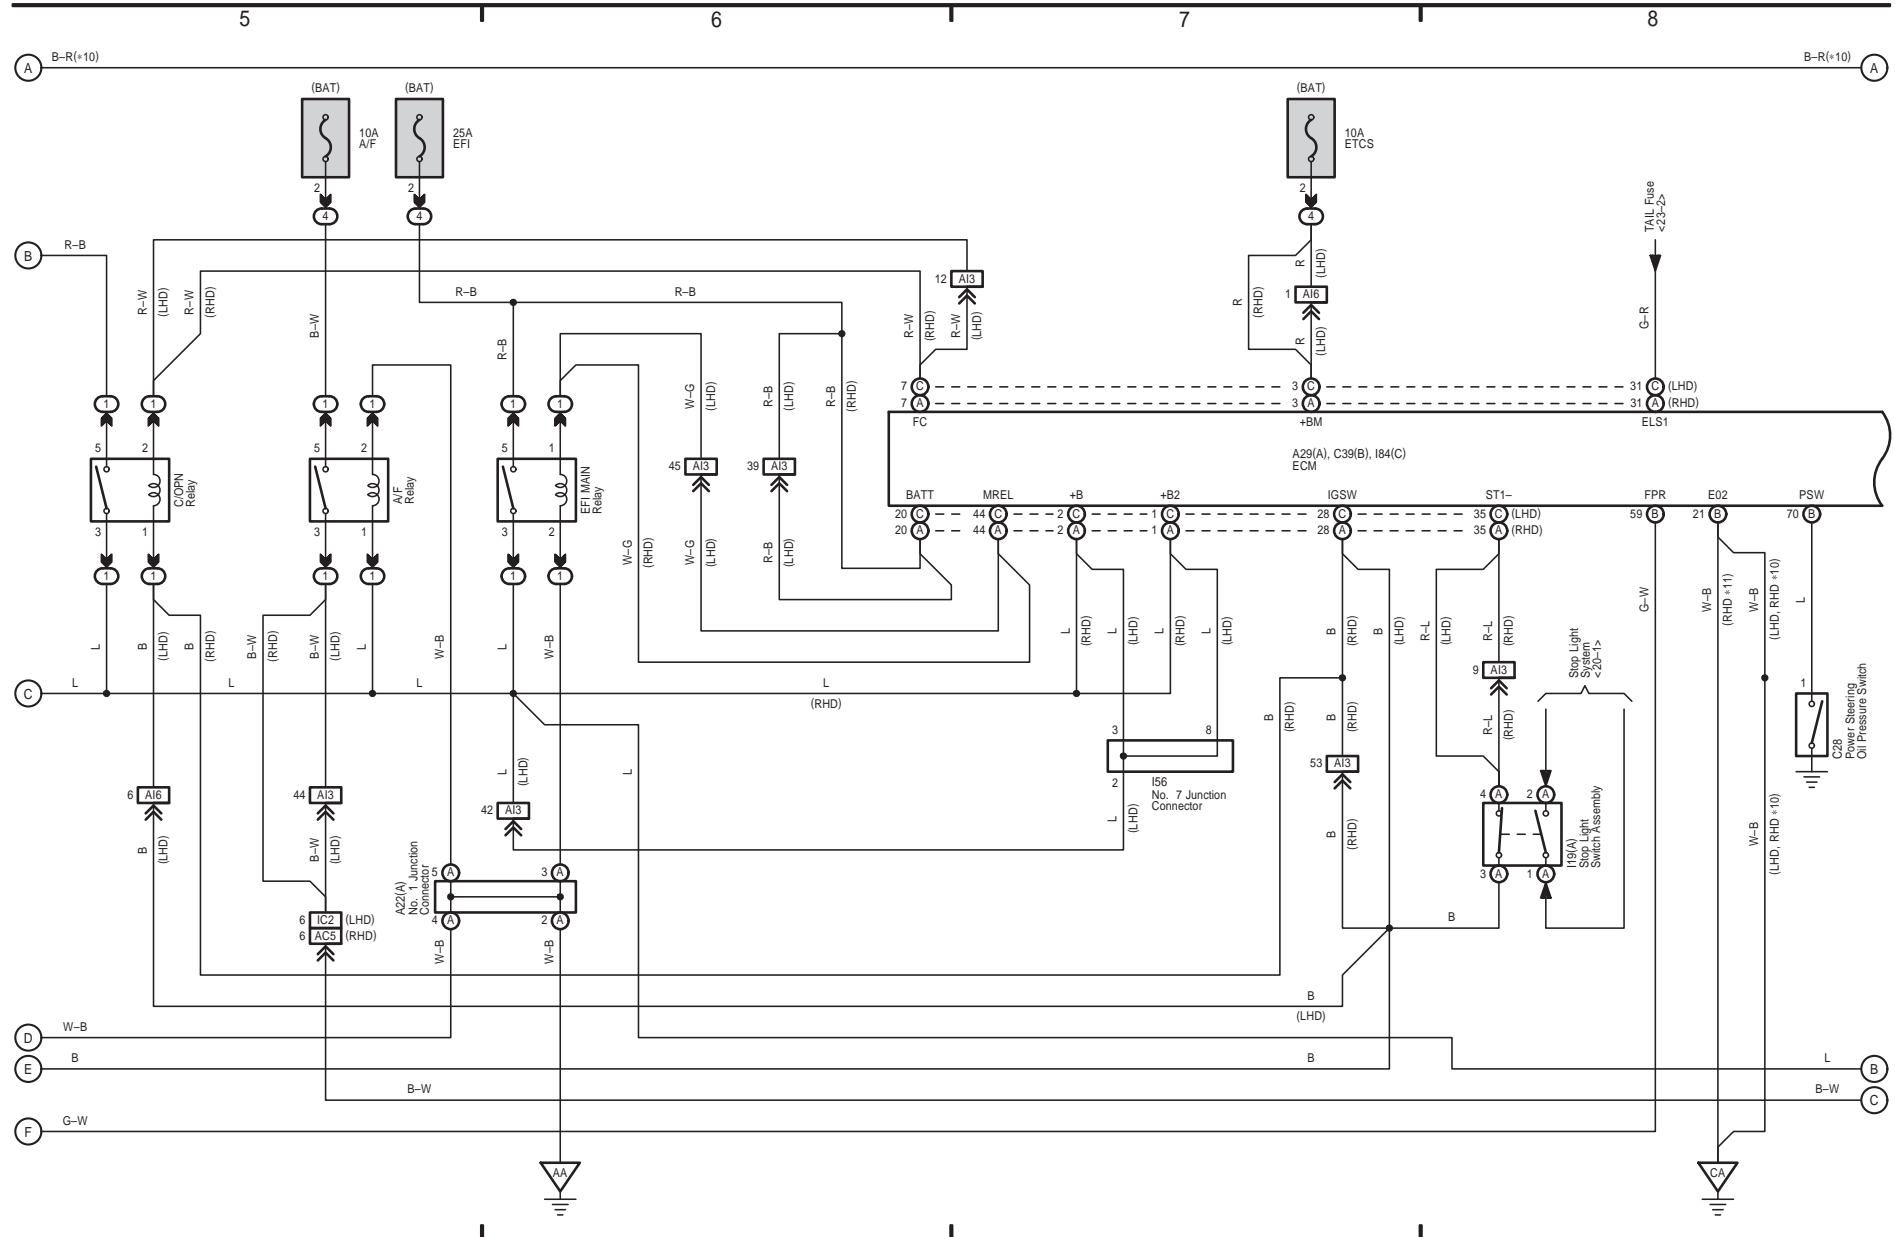 5 6 7 8
A B–R(∗10) B–R(∗10) A
(BAT) (BAT) (BAT)
10A
A/F
25A
EFI
10A
ETCS
2 2 2
4 4 4
TAIL Fuse
<23–2>
B R–B
R–W
(LHD)
R–W
(RHD)
B–W
R–B R–B
12 AI3
R
(LHD)
R
(RHD)
1 AI6
R
(LHD)
G–R
R–B
W–G
(LHD)
R–B
(LHD)
R–B
(RHD)
R–W
(RHD)
R–W
(LHD)
7 C 3 C 31 C (LHD)
7 A 3 A 31 A (RHD)
FC +BM ELS1
1 1 1 1 1 1
5 2 5 2 5 1
C/OPN
Relay
A/F
Relay
EFI MAIN
Relay
45 AI3
39 AI3
A29(A), C39(B), I84(C)
ECM
BATT MREL +B +B2 IGSW ST1– FPR E02 PSW
20 C 44 C 2 C 1 C 28 C 35 C (LHD) 59 B 21 B 70 B
20 A 44 A 2 A 1 A 28 A 35 A (RHD)
3 1 3 1 3 2
1 1 1 1 1 1
W–G
(RHD)
W–G
(LHD)
R–B
(LHD)
L
B
(LHD)
B
(RHD)
B–W
(RHD)
B–W
(LHD)
L
W–B
L
W–B
L
(RHD)
L
(LHD)
L
(RHD)
L
(LHD)
B
(RHD)
B
(LHD)
R–L
(LHD)
R–L
(RHD)
G–W
W–B
(RHD ∗11)
W–B
(LHD, RHD ∗10)
L
Stop Light
System
<20–1>
9 AI3
C L L L L
(RHD)
B
(RHD)
B
(RHD)
R–L
(RHD)
1
C28
Power Steering
Oil Pressure Switch
3 8
2
I56
No. 7 Junction
Connector
53 AI3
L
(LHD)
L
6 AI6
44 AI3
42 AI3
L
(LHD)
B
(RHD)
4 A 2 A
3 A 1 A
I19(A)
Stop Light
Switch Assembly
W–B
(LHD, RHD ∗10)
B
(LHD)
B–W
(LHD)
A22(A)
No. 1 Junction
Connector
5 A 3 A
4 A 2 A
6 IC2 (LHD)
6 AC5 (RHD)
W–B
W–B
B
B
(LHD)
D W–B
E B B L B
B–W B–W C
F G–W
AA CA